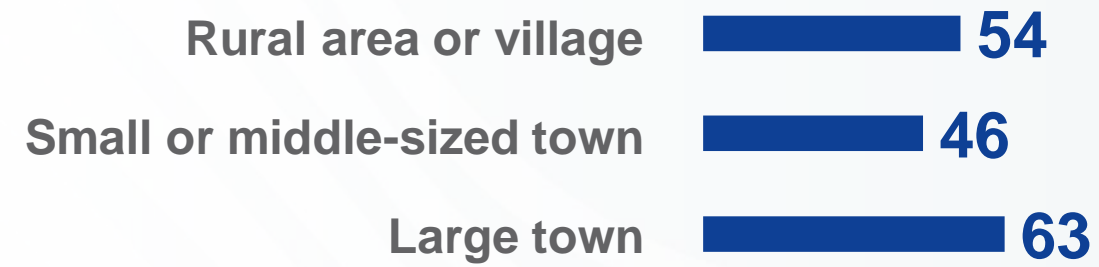 Rural area or village 54
Small or middle-sized town 46
Large town 63